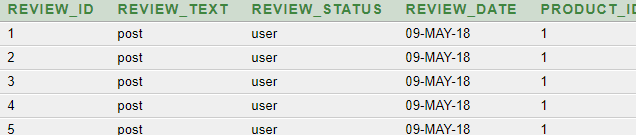 REVIEW_ID REVIEW_TEXT REVIEW_STATUS REVIEW_DATE PRODUCT_ID
1 post user 09-MAY-18 1
2 post user 09-MAY-18 1
3 post user 09-MAY-18 1
4 post user 09-MAY-18 1
5 post user 09-MAY-18 1